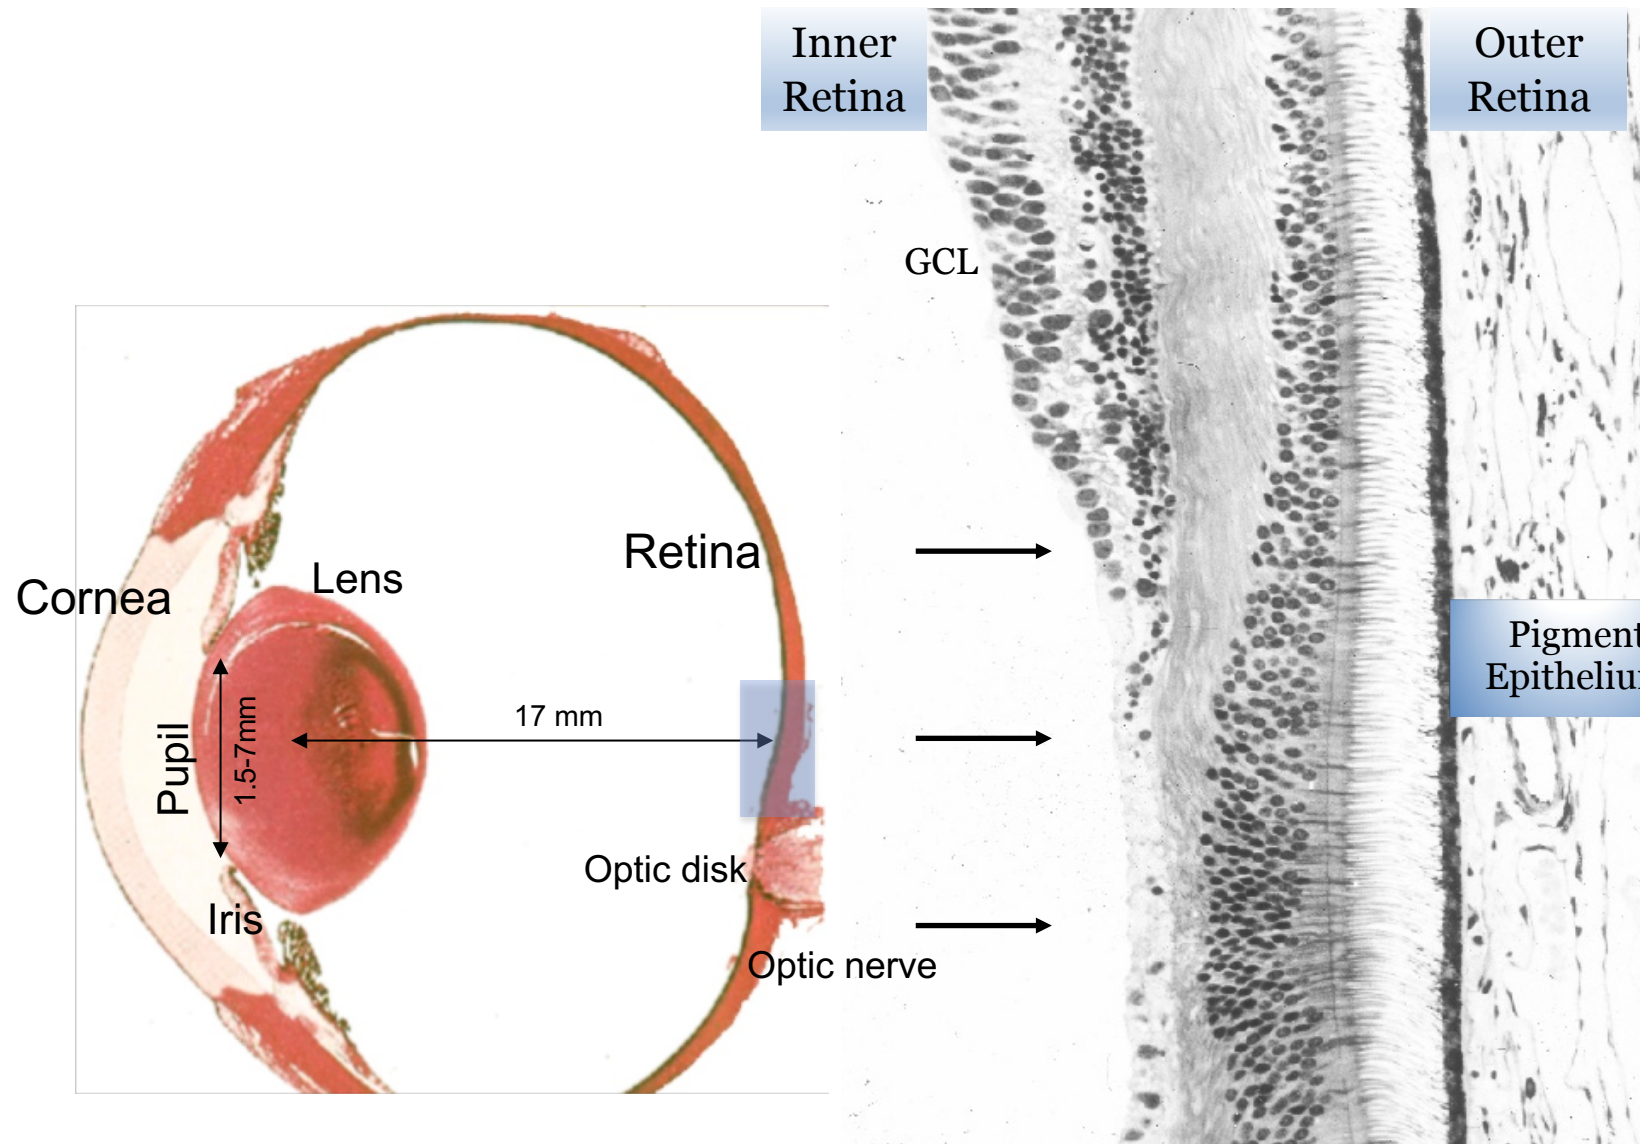 Inner
Retina
Outer
Retina
GCL
Retina
Lens
Cornea
Pigment
Epitheliu
17 mm
Pupil
1.5-7mm
Optic disk
Iris
Optic nerve